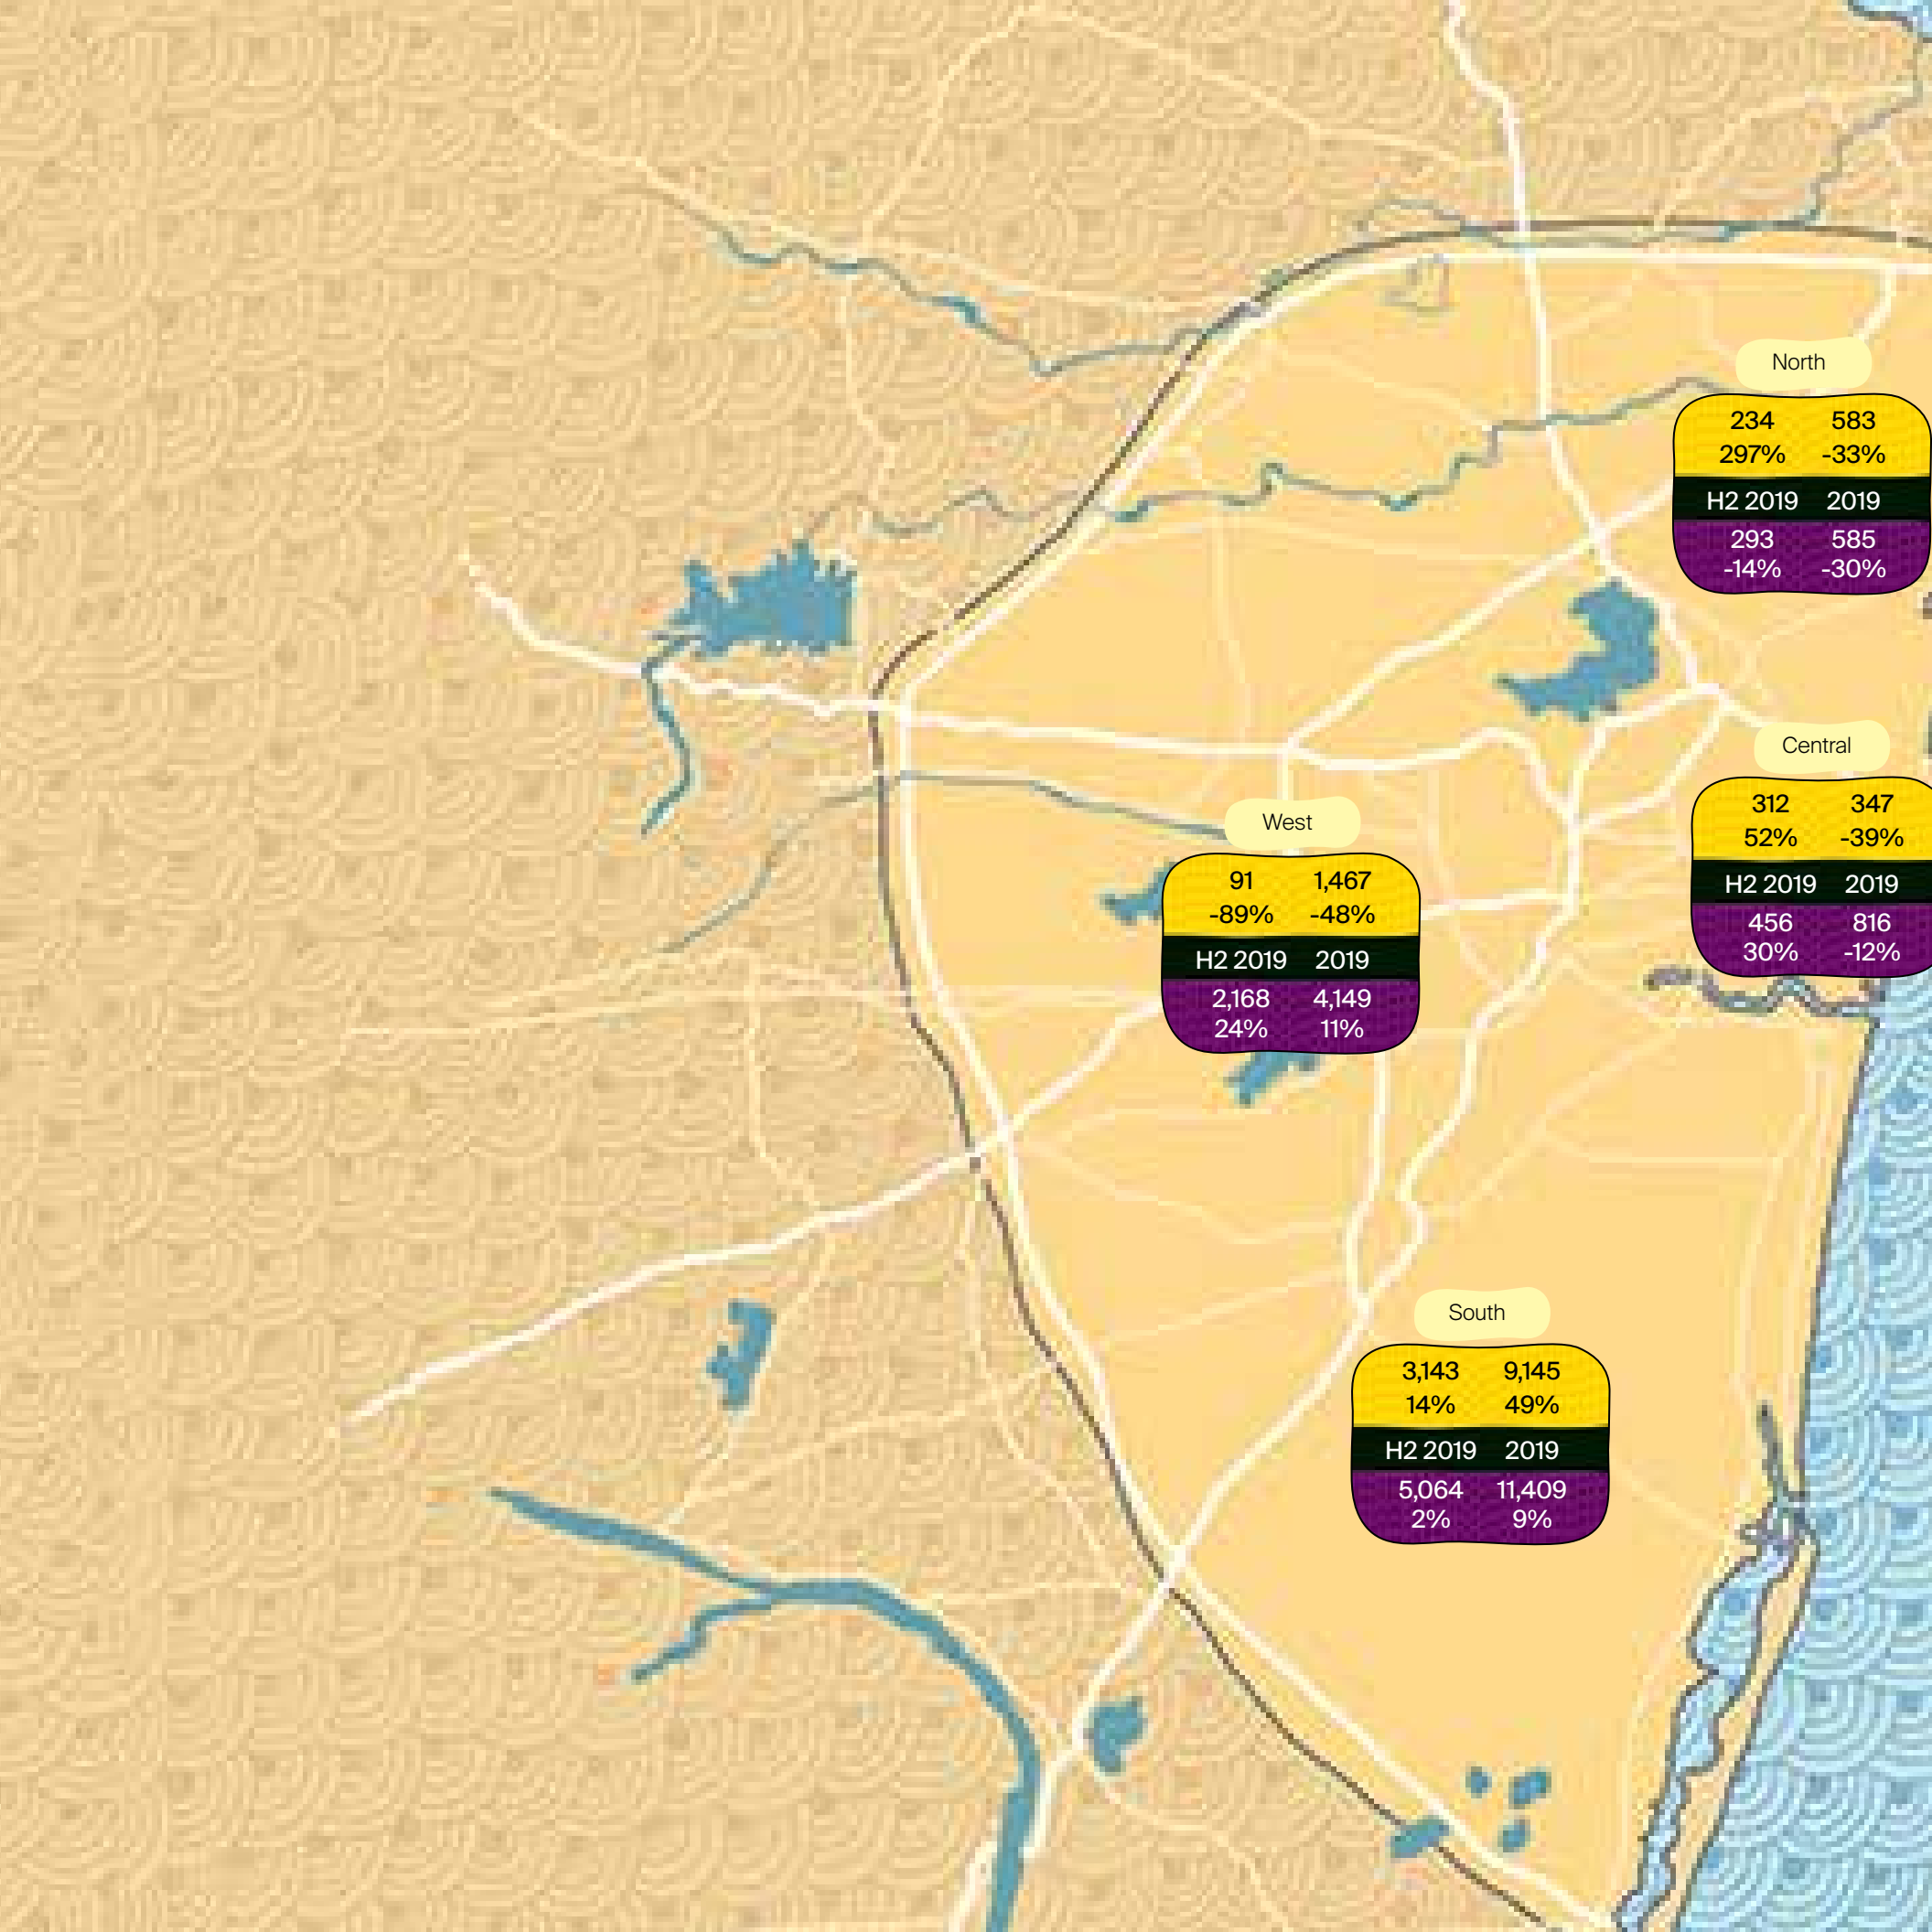 North
234 583
297% -33%
H2 2019 2019
293 585
-14% -30%
Central
312 347
52% -39%
H2 2019 2019
456 816
30% -12%
West
91 1,467
-89% -48%
H2 2019 2019
2,168 4,149
24% 11%
South
3,143 9,145
14% 49%
H2 2019 2019
5,064 11,409
2% 9%